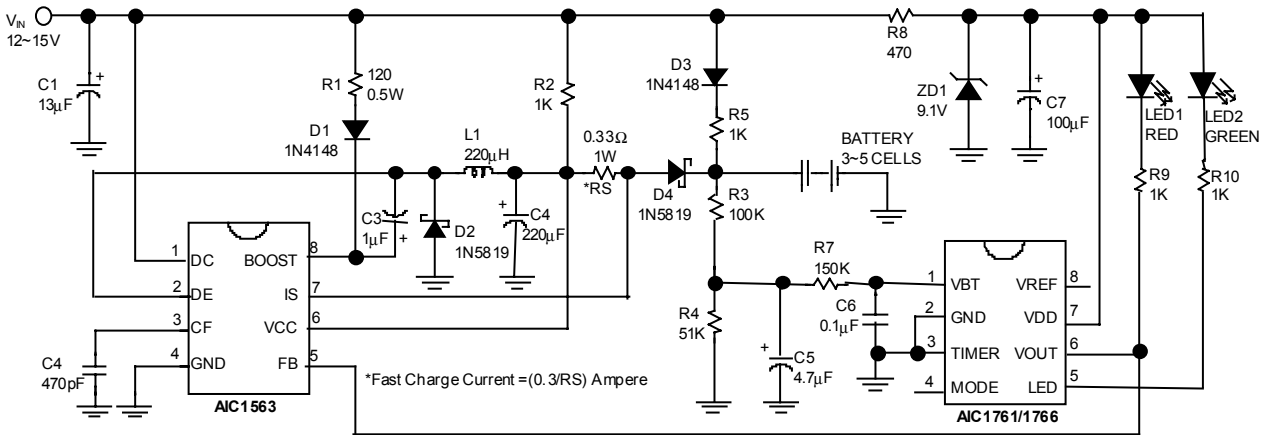 VIN
12~15V
C1
+
13μF
R1
120
0.5W
D1
1N4148
R2
1K
L1
220μH
0.33Ω
1W
*RS
D3
1N4148
R5
1K
BATTERY
3~5 CELLS
R8
470
ZD1
9.1V
+
C7
100μF
LED1
RED
LED2
GREEN
R9
1K
R10
1K
C3
1μF
+
D2
1N5819
+
C4
220μF
D4
1N5819
R3
100K
R7
150K
R4
51K
C6
0.1μF
+
C5
4.7μF
1 DC BOOST 8
2 DE IS 7
3 CF VCC 6
4 GND FB 5
AIC1563
C4
470pF
*Fast Charge Current =(0.3/RS) Ampere
1 VBT VREF 8
2 GND VDD 7
3 TIMER VOUT 6
4 MODE LED 5
AIC1761/1766